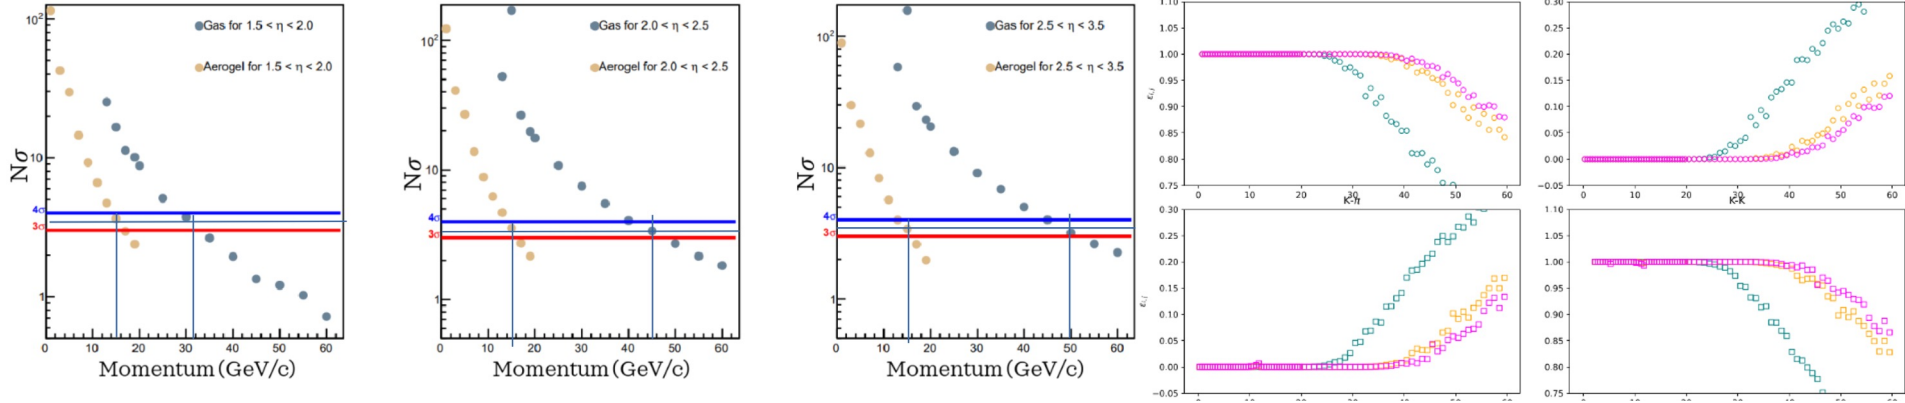 10²
10
1
4σ
3σ
Nσ
Gas for 1.5 < η < 2.0
Aerogel for 1.5 < η < 2.0
0 10 20 30 40 50 60
Momentum (GeV/c)
10²
10
1
4σ
3σ
Nσ
Gas for 2.0 < η < 2.5
Aerogel for 2.0 < η < 2.5
0 10 20 30 40 50 60
Momentum (GeV/c)
10²
10
1
4σ
3σ
Nσ
Gas for 2.5 < η < 3.5
Aerogel for 2.5 < η < 3.5
0 10 20 30 40 50 60
Momentum (GeV/c)
1.10
1.05
1.00
0.95
0.90
0.85
0.80
0.75
εi,j
0 10 20 30 40 50 60
0.30
0.25
0.20
0.15
0.10
0.05
0.00
−0.05
0 10 20 30 40 50 60
K-π
0.30
0.25
0.20
0.15
0.10
0.05
0.00
−0.05
εi,j
K-K
1.10
1.05
1.00
0.95
0.90
0.85
0.80
0.75